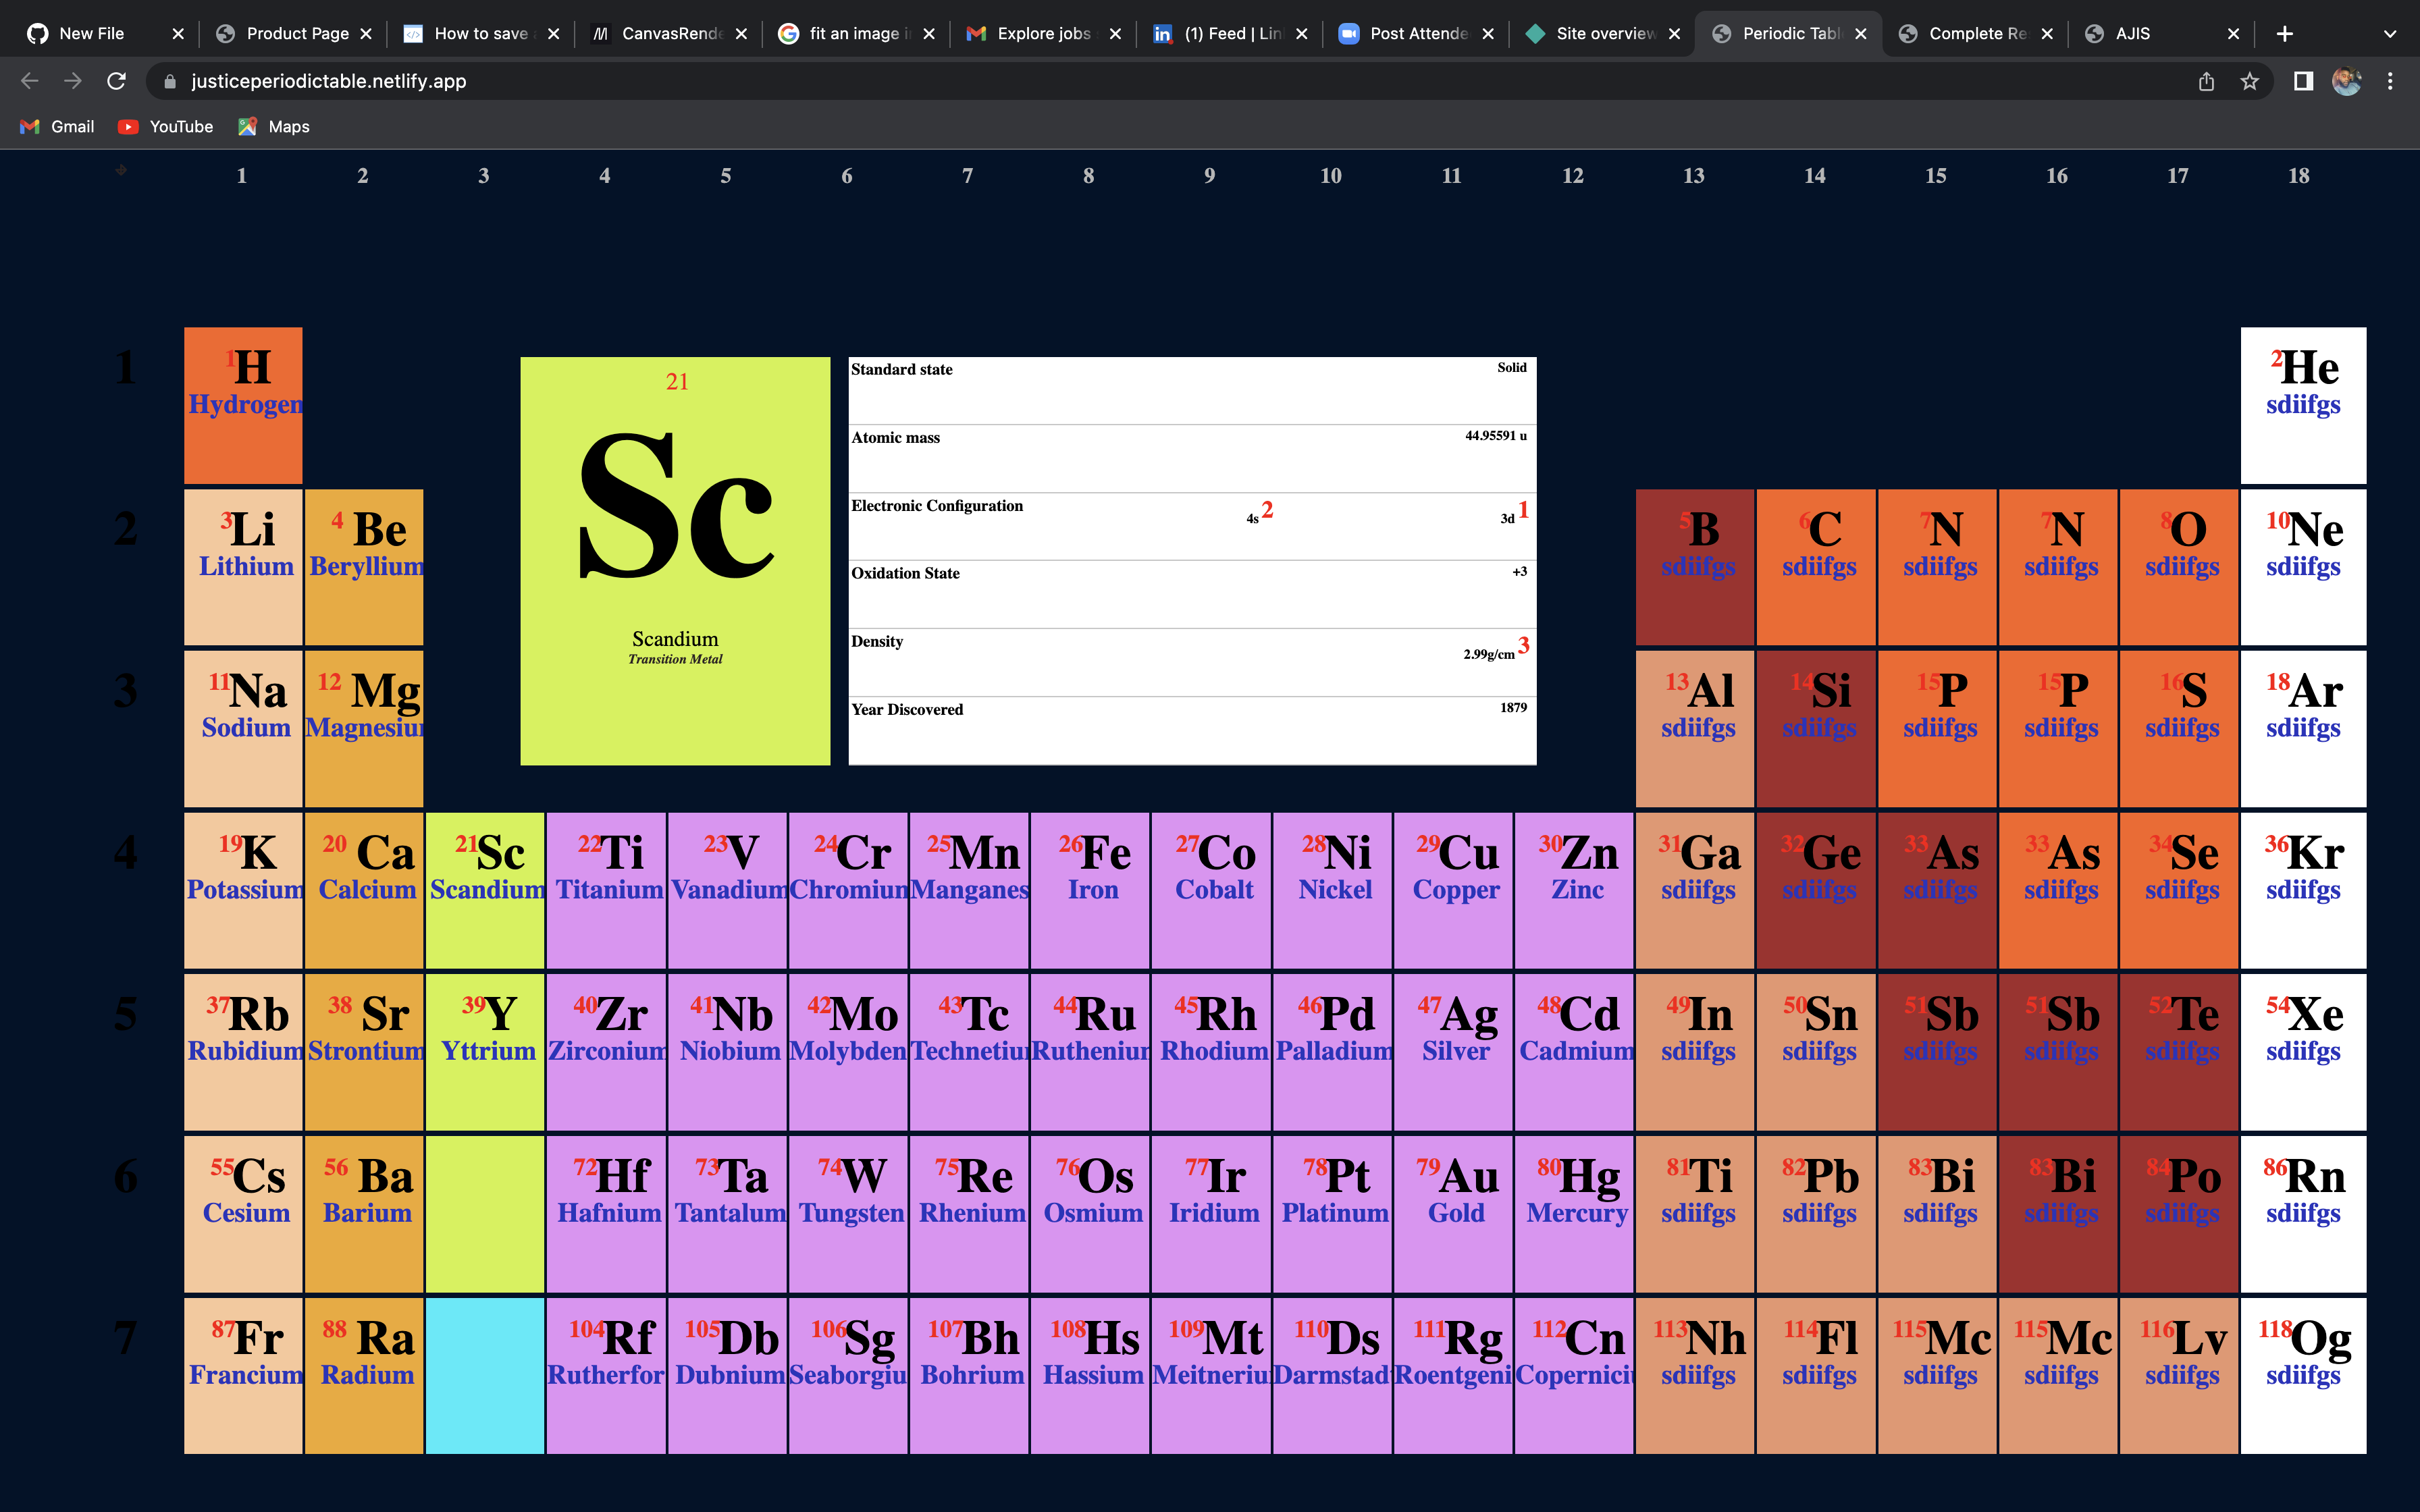 New File Product Page How to save CanvasRende fit an image i Explore jobs (1) Feed | Lin Post Attende Site overview Periodic Tabl Complete Re AJIS
justiceperiodictable.netlify.app
Gmail YouTube Maps
1 2 3 4 5 6 7 8 9 10 11 12 13 14 15 16 17 18
1
1 H
Hydrogen
2 He
sdiifgs
21
Sc
Scandium
Transition Metal
Standard state Solid
Atomic mass 44.95591 u
Electronic Configuration 4s 2 3d 1
Oxidation State +3
Density 2.99g/cm 3
Year Discovered 1879
2
3 Li 4 Be 5 B 6 C 7 N 7 N 8 O 10 Ne
Lithium Beryllium sdiifgs sdiifgs sdiifgs sdiifgs sdiifgs sdiifgs
3
11 Na 12 Mg 13 Al 14 Si 15 P 15 P 16 S 18 Ar
Sodium Magnesiu sdiifgs sdiifgs sdiifgs sdiifgs sdiifgs sdiifgs
4
19 K 20 Ca 21 Sc 22 Ti 23 V 24 Cr 25 Mn 26 Fe 27 Co 28 Ni 29 Cu 30 Zn 31 Ga 32 Ge 33 As 33 As 34 Se 36 Kr
Potassium Calcium Scandium Titanium Vanadium Chromium Manganes Iron Cobalt Nickel Copper Zinc sdiifgs sdiifgs sdiifgs sdiifgs sdiifgs sdiifgs
5
37 Rb 38 Sr 39 Y 40 Zr 41 Nb 42 Mo 43 Tc 44 Ru 45 Rh 46 Pd 47 Ag 48 Cd 49 In 50 Sn 51 Sb 51 Sb 52 Te 54 Xe
Rubidium Strontium Yttrium Zirconium Niobium Molybden Technetiu Ruthenium Rhodium Palladium Silver Cadmium sdiifgs sdiifgs sdiifgs sdiifgs sdiifgs sdiifgs
6
55 Cs 56 Ba 72 Hf 73 Ta 74 W 75 Re 76 Os 77 Ir 78 Pt 79 Au 80 Hg 81 Ti 82 Pb 83 Bi 83 Bi 84 Po 86 Rn
Cesium Barium Hafnium Tantalum Tungsten Rhenium Osmium Iridium Platinum Gold Mercury sdiifgs sdiifgs sdiifgs sdiifgs sdiifgs sdiifgs
7
87 Fr 88 Ra 104 Rf 105 Db 106 Sg 107 Bh 108 Hs 109 Mt 110 Ds 111 Rg 112 Cn 113 Nh 114 Fl 115 Mc 115 Mc 116 Lv 118 Og
Francium Radium Rutherfor Dubnium Seaborgiu Bohrium Hassium Meitneriu Darmstadt Roentgeni Coperniciu sdiifgs sdiifgs sdiifgs sdiifgs sdiifgs sdiifgs